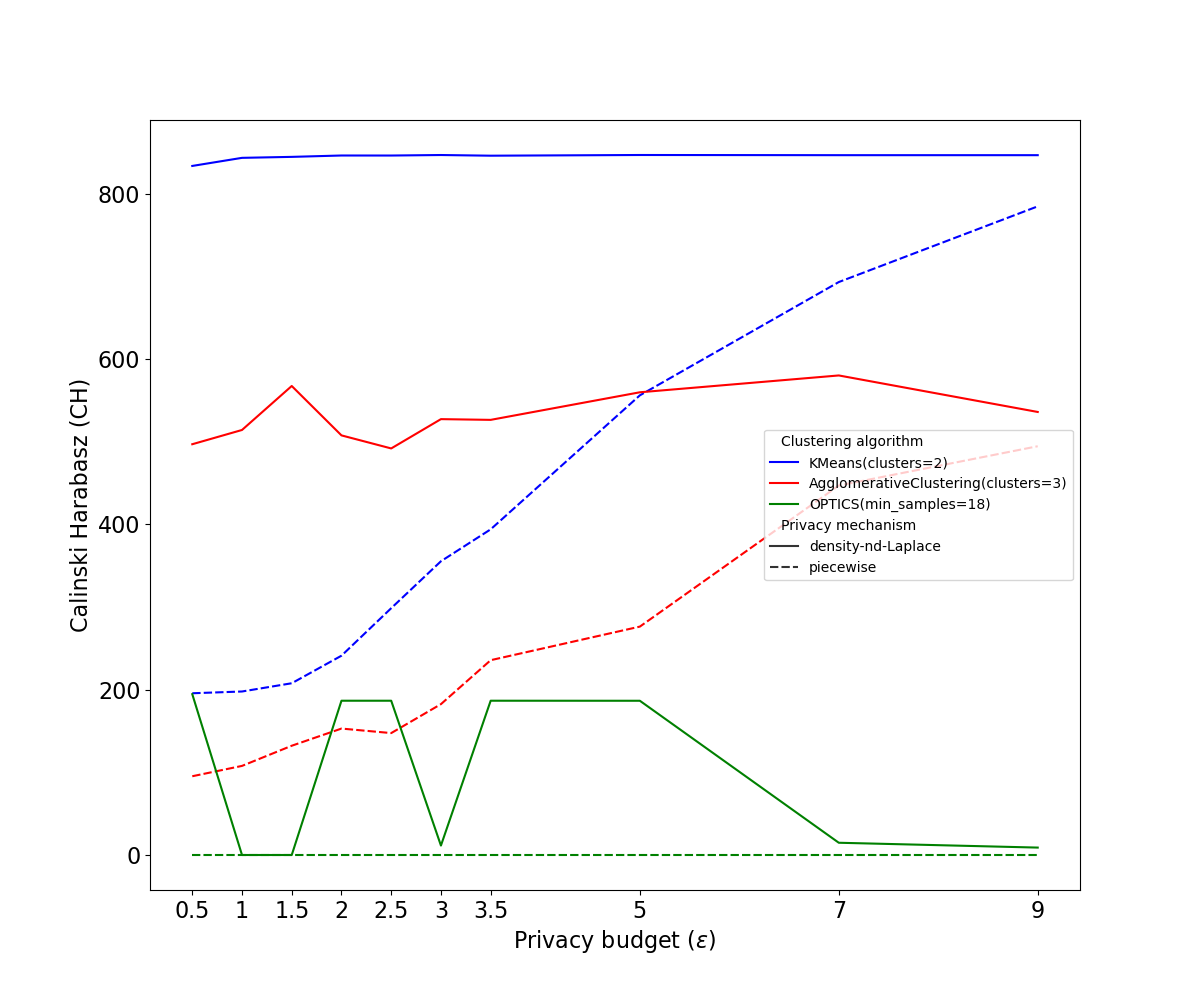 800
600
400
200
0
Calinski Harabasz (CH)
Clustering algorithm
KMeans(clusters=2)
AgglomerativeClustering(clusters=3)
OPTICS(min_samples=18)
Privacy mechanism
density-nd-Laplace
piecewise
0.5 1 1.5 2 2.5 3 3.5 5 7 9
Privacy budget (ε)